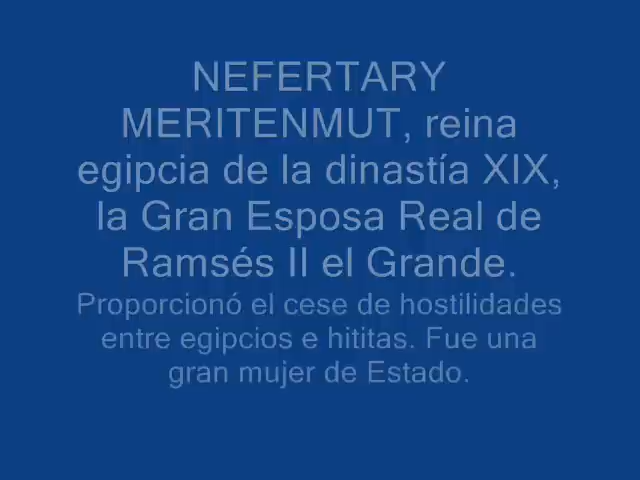 NEFERTARY
MERITENMUT, reina
egipcia de la dinastía XIX,
la Gran Esposa Real de
Ramsés II el Grande.
Proporcionó el cese de hostilidades
entre egipcios e hititas. Fue una
gran mujer de Estado.